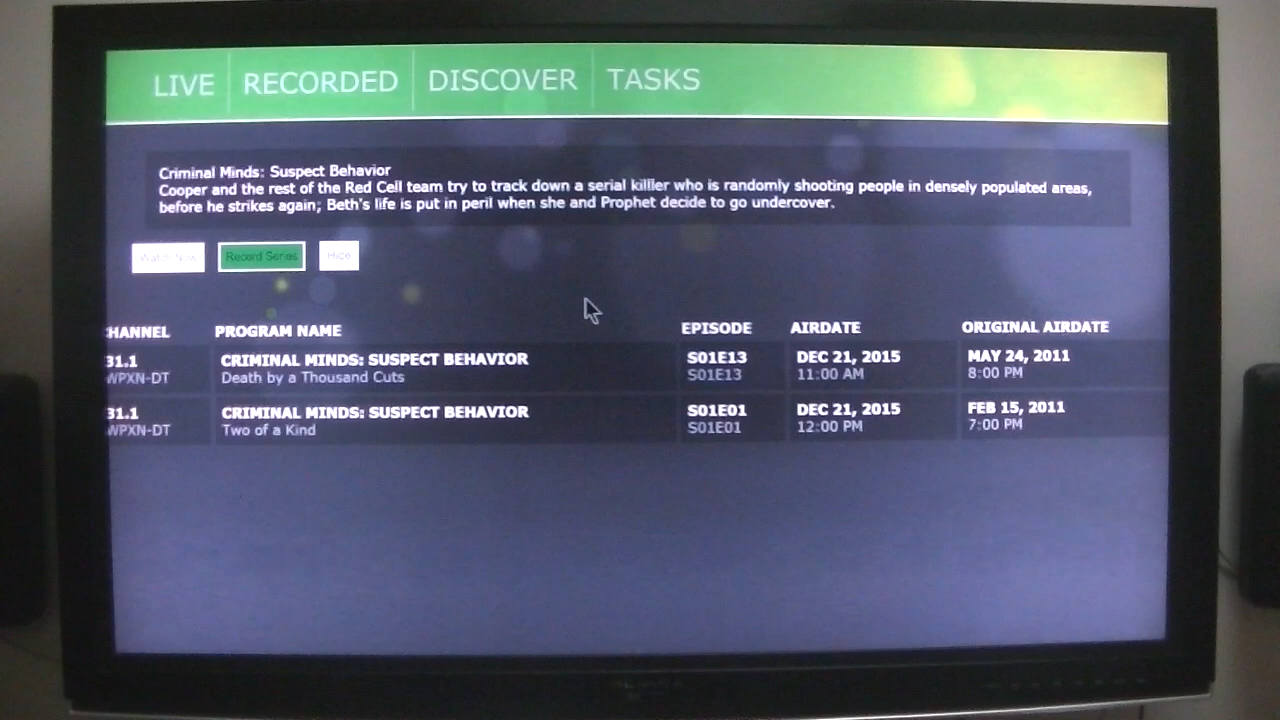 LIVE RECORDED DISCOVER TASKS
Criminal Minds: Suspect Behavior
Cooper and the rest of the Red Cell team try to track down a serial killler who is randomly shooting people in densely populated areas,
before he strikes again; Beth's life is put in peril when she and Prophet decide to go undercover.
Watch Now Record Series Hide
HANNEL PROGRAM NAME EPISODE AIRDATE ORIGINAL AIRDATE
31.1 CRIMINAL MINDS: SUSPECT BEHAVIOR S01E13 DEC 21, 2015 MAY 24, 2011
WPXN-DT Death by a Thousand Cuts S01E13 11:00 AM 8:00 PM
31.1 CRIMINAL MINDS: SUSPECT BEHAVIOR S01E01 DEC 21, 2015 FEB 15, 2011
WPXN-DT Two of a Kind S01E01 12:00 PM 7:00 PM